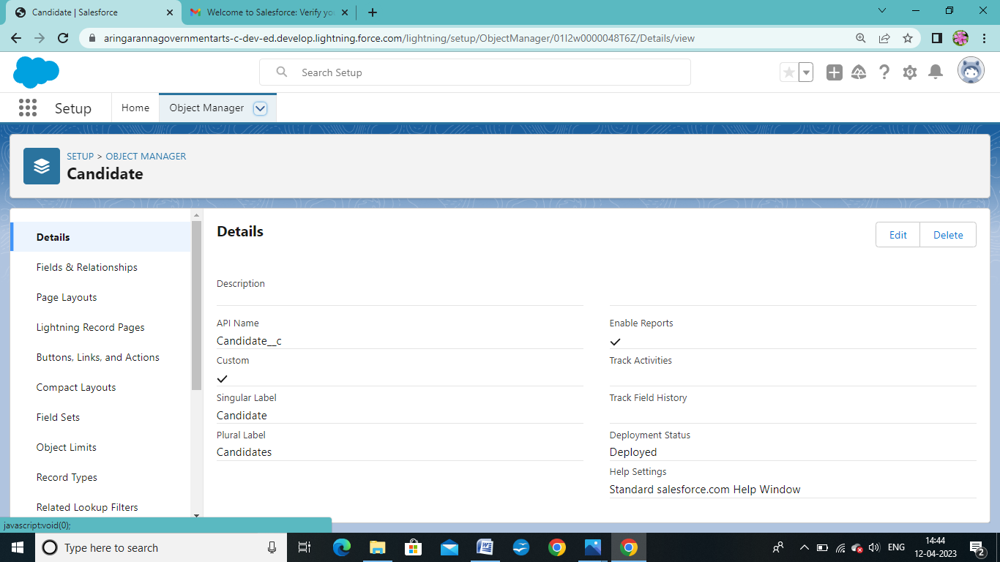 Candidate | Salesforce
Welcome to Salesforce: Verify yo
aringarannagovernmentarts-c-dev-ed.develop.lightning.force.com/lightning/setup/ObjectManager/01I2w0000048T6Z/Details/view
Search Setup
Setup
Home
Object Manager
SETUP > OBJECT MANAGER
Candidate
Details
Fields & Relationships
Page Layouts
Lightning Record Pages
Buttons, Links, and Actions
Compact Layouts
Field Sets
Object Limits
Record Types
Related Lookup Filters
Details
Edit
Delete
Description
API Name
Candidate__c
Custom
Singular Label
Candidate
Plural Label
Candidates
Enable Reports
Track Activities
Track Field History
Deployment Status
Deployed
Help Settings
Standard salesforce.com Help Window
javascript:void(0);
Type here to search
ENG
14:44
12-04-2023
2